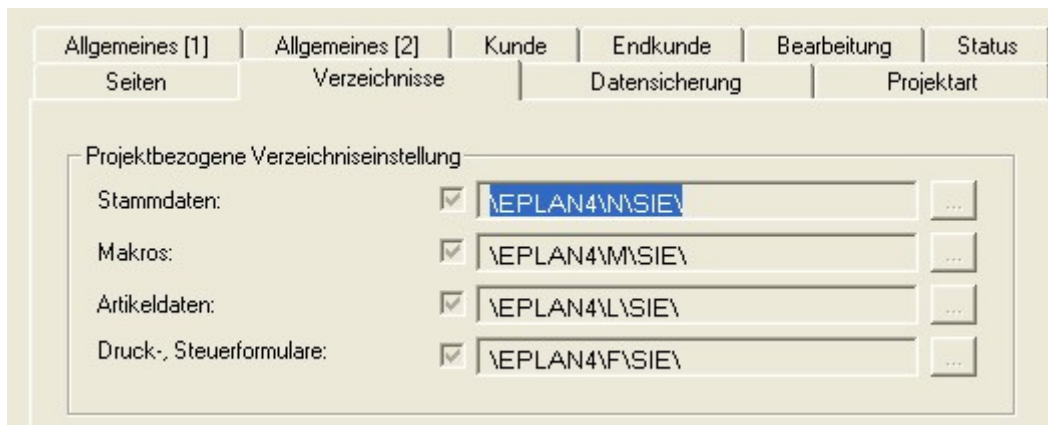 Allgemeines [1] Allgemeines [2] Kunde Endkunde Bearbeitung Status
Seiten Verzeichnisse Datensicherung Projektart
Projektbezogene Verzeichniseinstellung
Stammdaten: \EPLAN4\N\SIE\ ...
Makros: \EPLAN4\M\SIE\ ...
Artikeldaten: \EPLAN4\L\SIE\ ...
Druck-, Steuerformulare: \EPLAN4\F\SIE\ ...